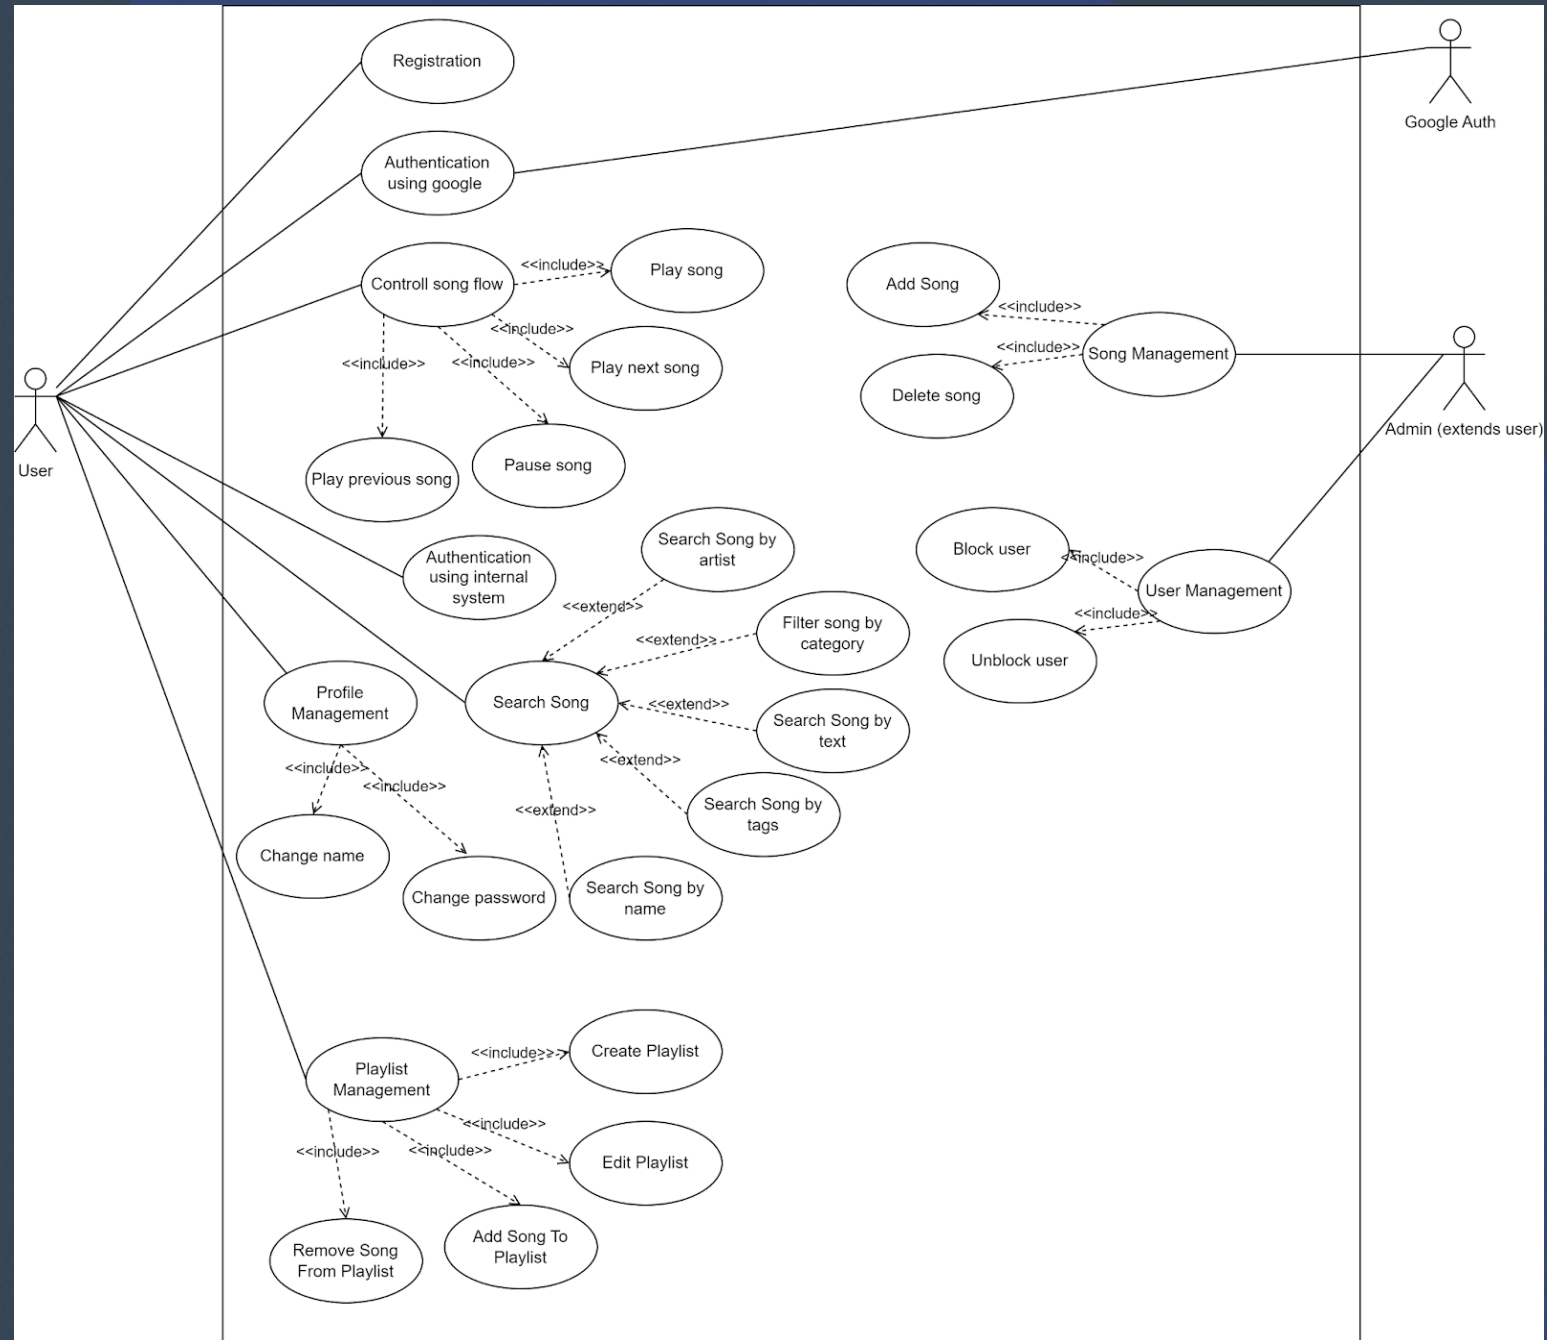 Registration
Google Auth
Authentication
using google
<<include>>
Play song
Controll song flow
Add Song
<<include>>
<<include>>
<<include>>
Song Management
<<include>>
<<include>>
Play next song
Delete song
Admin (extends user)
User
Play previous song
Pause song
Search Song by
artist
Block user
<<include>>
Authentication
using internal
system
User Management
<<extend>>
<<include>>
Filter song by
category
<<extend>>
Unblock user
Profile
Management
Search Song
<<extend>>
Search Song by
text
<<extend>>
<<include>>
<<include>>
Search Song by
tags
<<extend>>
Change name
Change password
Search Song by
name
<<include>>
Create Playlist
Playlist
Management
<<include>>
<<include>>
<<include>>
Edit Playlist
Add Song To
Playlist
Remove Song
From Playlist